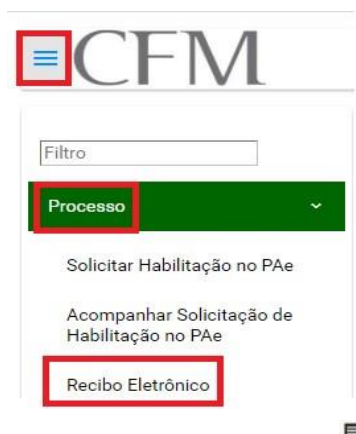 CFM
Filtro
Processo
Solicitar Habilitação no PAe
Acompanhar Solicitação de
Habilitação no PAe
Recibo Eletrônico